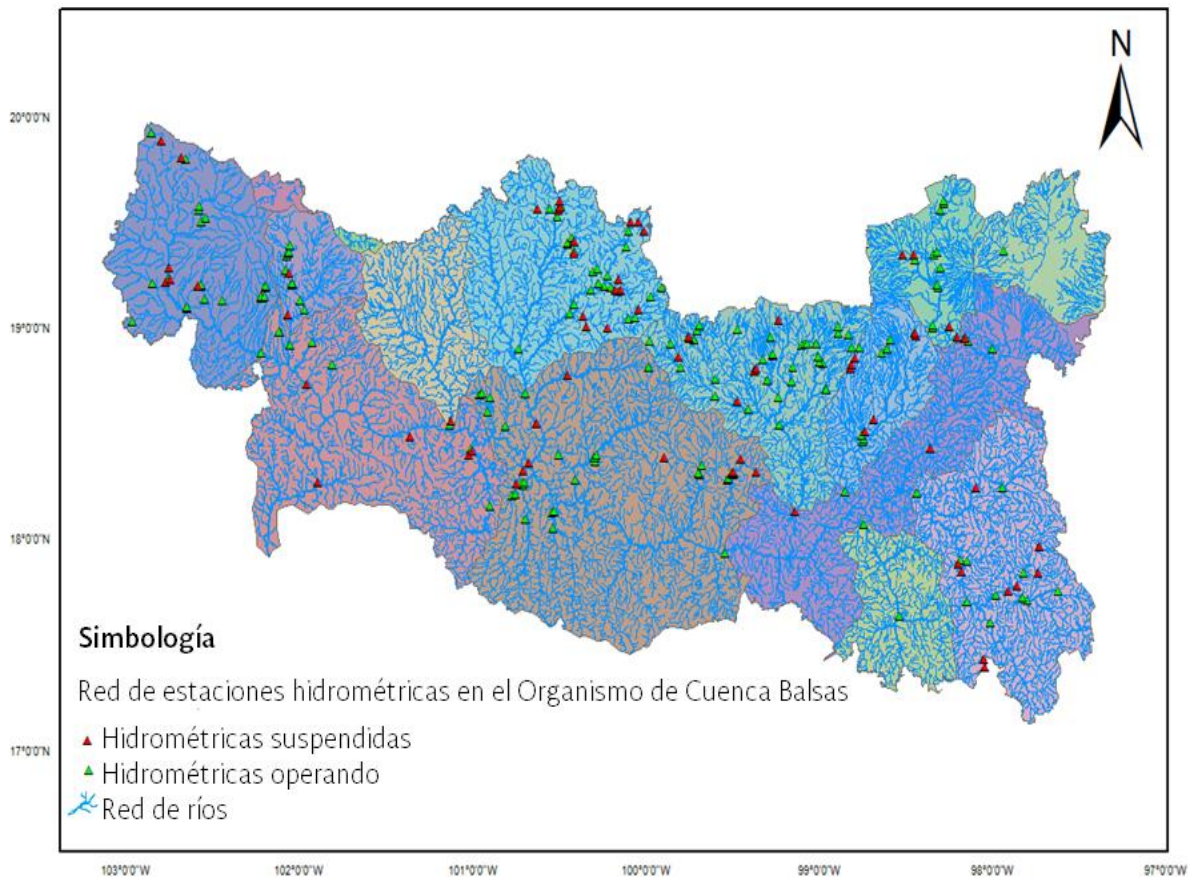 N
20°0'0"N
19°0'0"N
18°0'0"N
17°0'0"N
Simbología
Red de estaciones hidrométricas en el Organismo de Cuenca Balsas
Hidrométricas suspendidas
Hidrométricas operando
Red de ríos
103°0'0"W 102°0'0"W 101°0'0"W 100°0'0"W 99°0'0"W 98°0'0"W 97°0'0"W